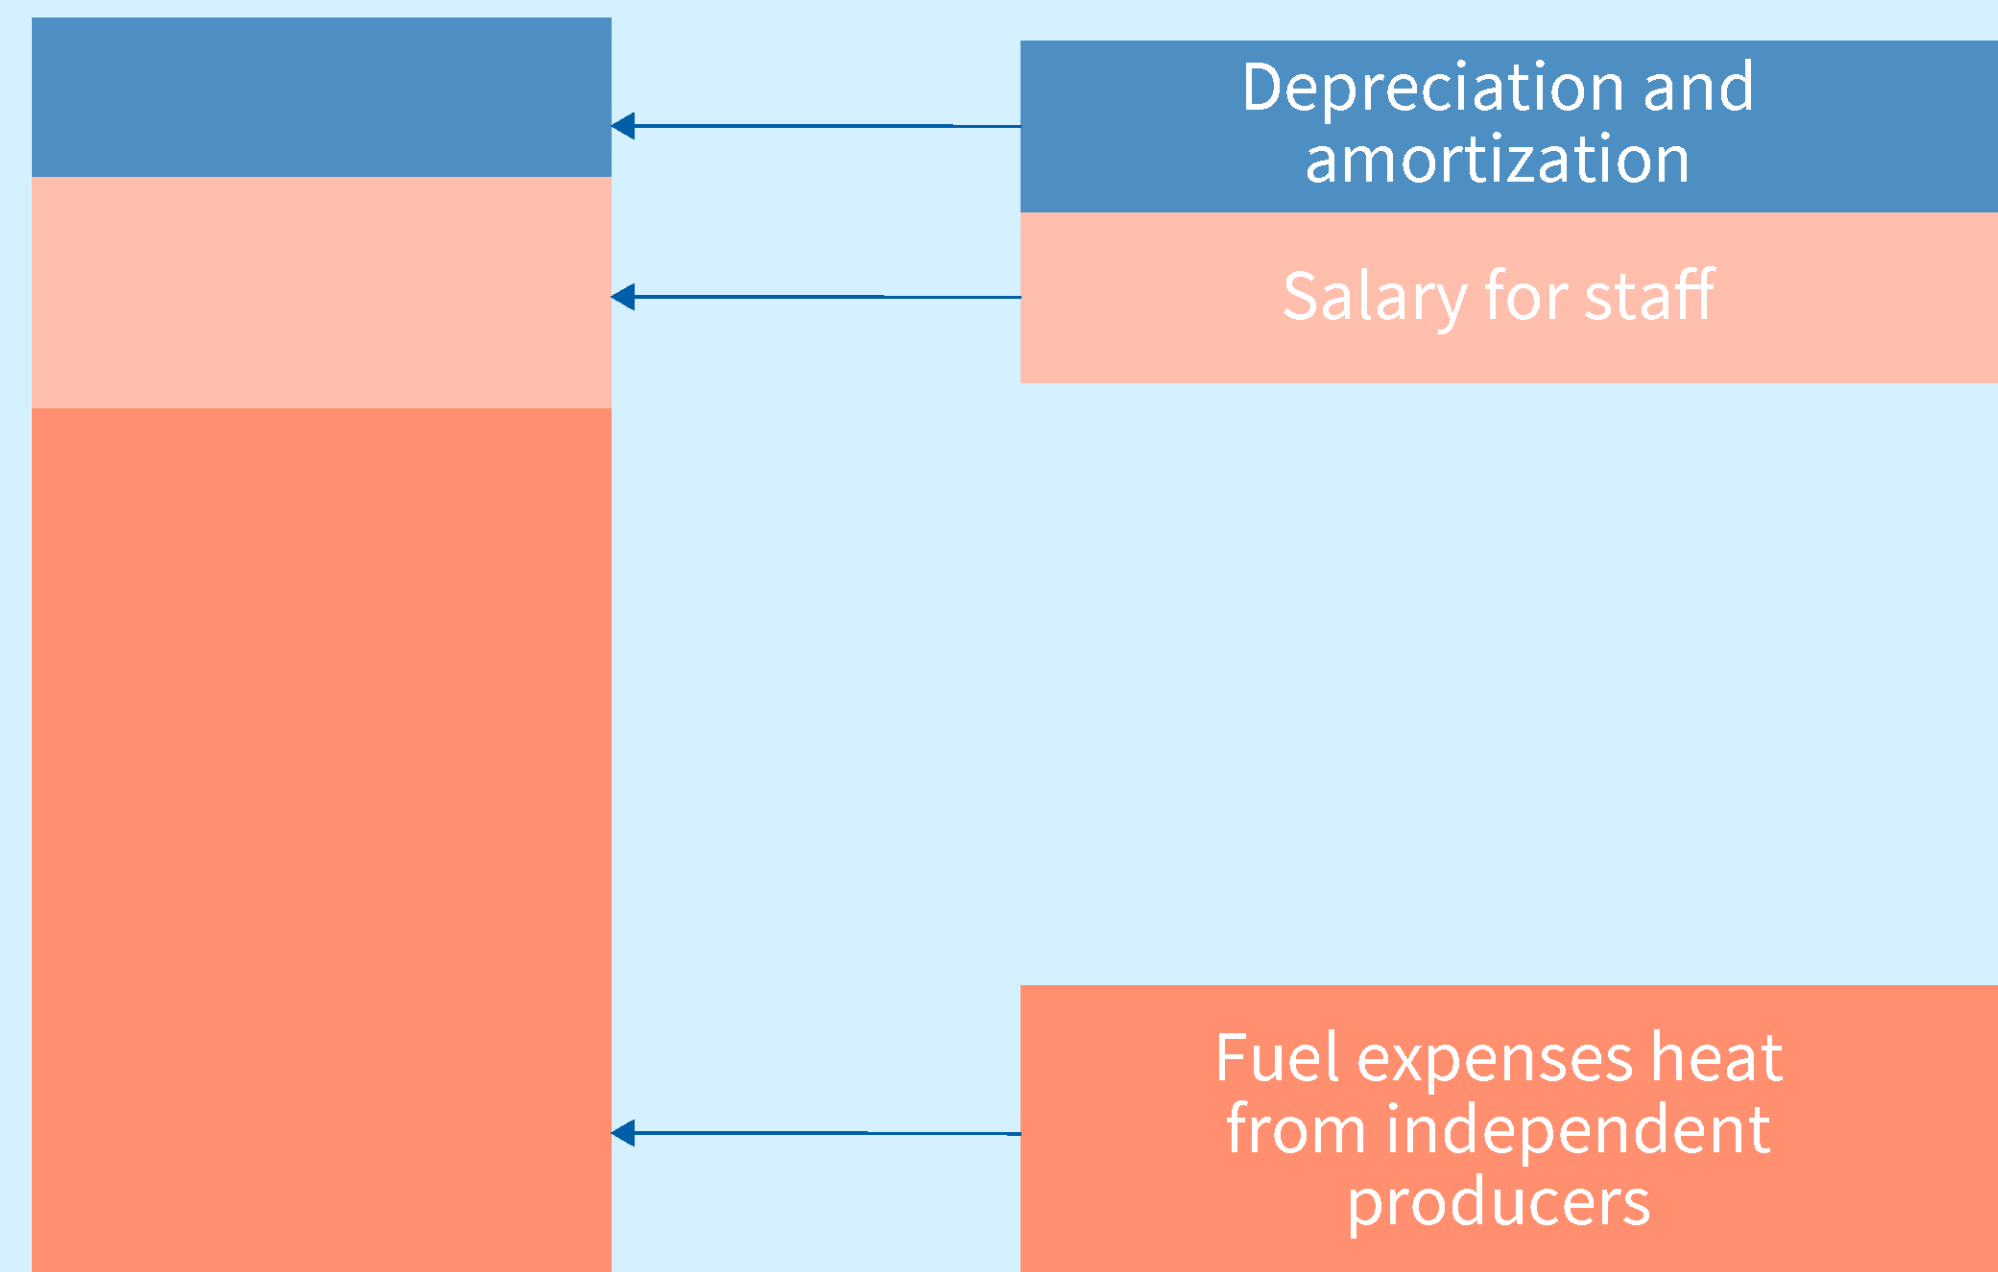 Depreciation and
amortization
Salary for staff
Fuel expenses heat
from independent
producers